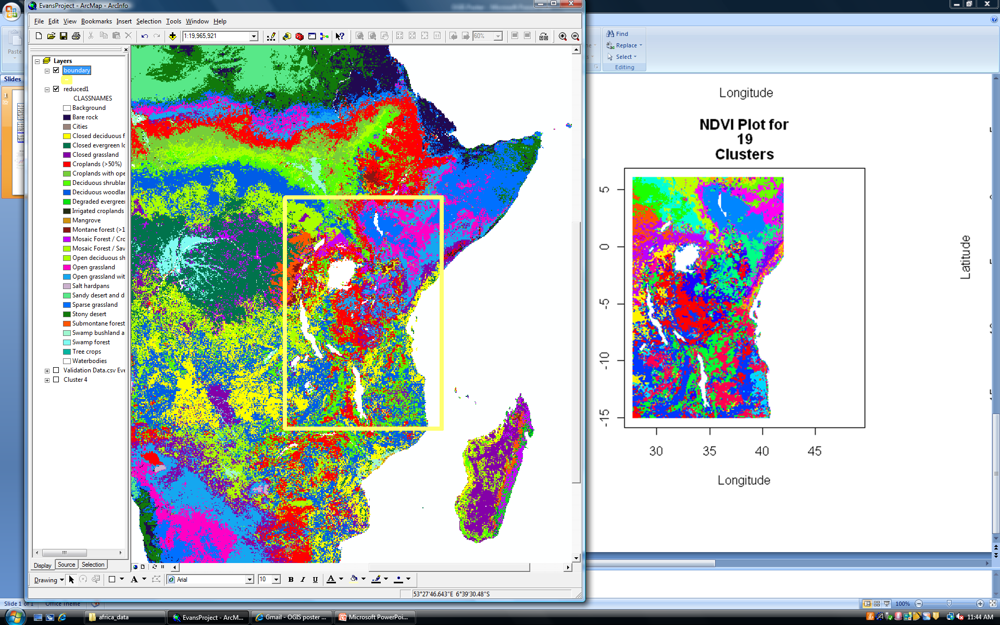 EvansProject - ArcMap - ArcInfo
File Edit View Bookmarks Insert Selection Tools Window Help
1:19,965,921
60%
Layers
boundary
reduced1
CLASSNAMES
Background
Bare rock
Cities
Closed deciduous f
Closed evergreen lo
Closed grassland
Croplands (>50%)
Croplands with ope
Deciduous shrublar
Deciduous woodlar
Degraded evergree
Irrigated croplands
Mangrove
Montane forest (>1
Mosaic Forest / Cro
Mosaic Forest / Sav
Open deciduous sh
Open grassland
Open grassland wit
Salt hardpans
Sandy desert and d
Sparse grassland
Stony desert
Submontane forest
Swamp bushland a
Swamp forest
Tree crops
Waterbodies
Validation Data.csv Eve
Cluster 4
Display Source Selection
Drawing
A
Arial
10
B I U A
53°27'46.643"E 6°39'30.48"S
Paste
Slides
1
Find
Replace
Select
Editing
Longitude
NDVI Plot for
19
Clusters
5
0
-5
-10
-15
30 35 40 45
Longitude
Latitude
Slide 1 of 1 Office Theme
100%
africa_data
EvansProject - ArcM...
Gmail - OGIS poster ...
Microsoft PowerPoi...
11:44 AM